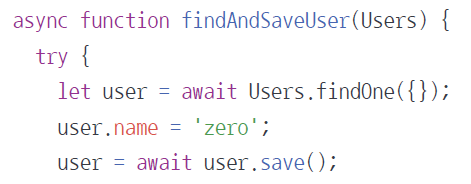 async function findAndSaveUser(Users) {
  try {
    let user = await Users.findOne({});
    user.name = 'zero';
    user = await user.save();